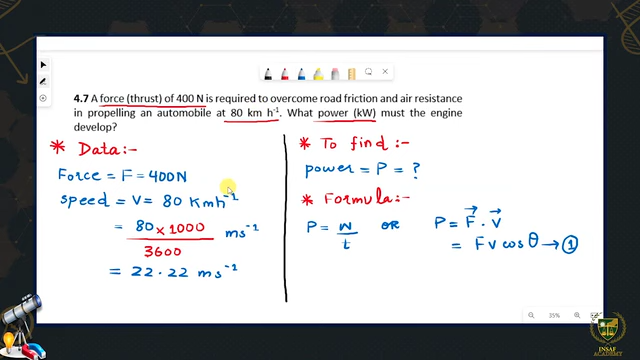 4.7 A force (thrust) of 400 N is required to overcome road friction and air resistance
in propelling an automobile at 80 km h⁻¹. What power (kW) must the engine
develop?
* Data:-
Force = F = 400N
Speed = V = 80 Kmh⁻¹
= 80 × 1000 / 3600 ms⁻¹
= 22.22 ms⁻¹
* To find :-
power = P = ?
* Formula:-
P = W/t OR P = F⃗ . V⃗
= F v cos θ → ①
35%
INSAF
ACADEMY